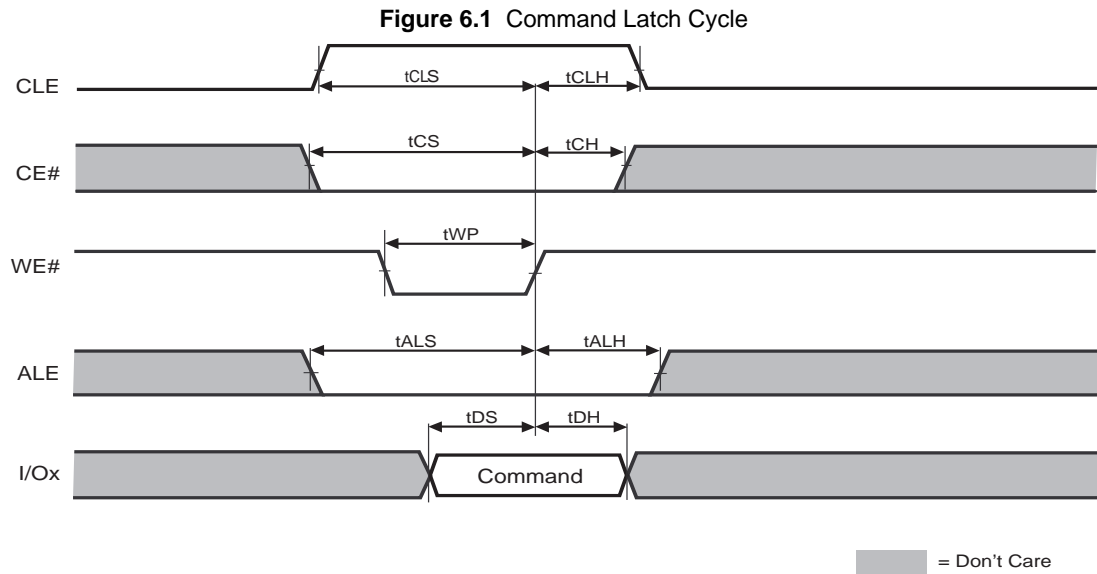 Figure 6.1 Command Latch Cycle
CLE
tCLS
tCLH
CE#
tCS
tCH
WE#
tWP
ALE
tALS
tALH
I/Ox
tDS
tDH
Command
= Don't Care